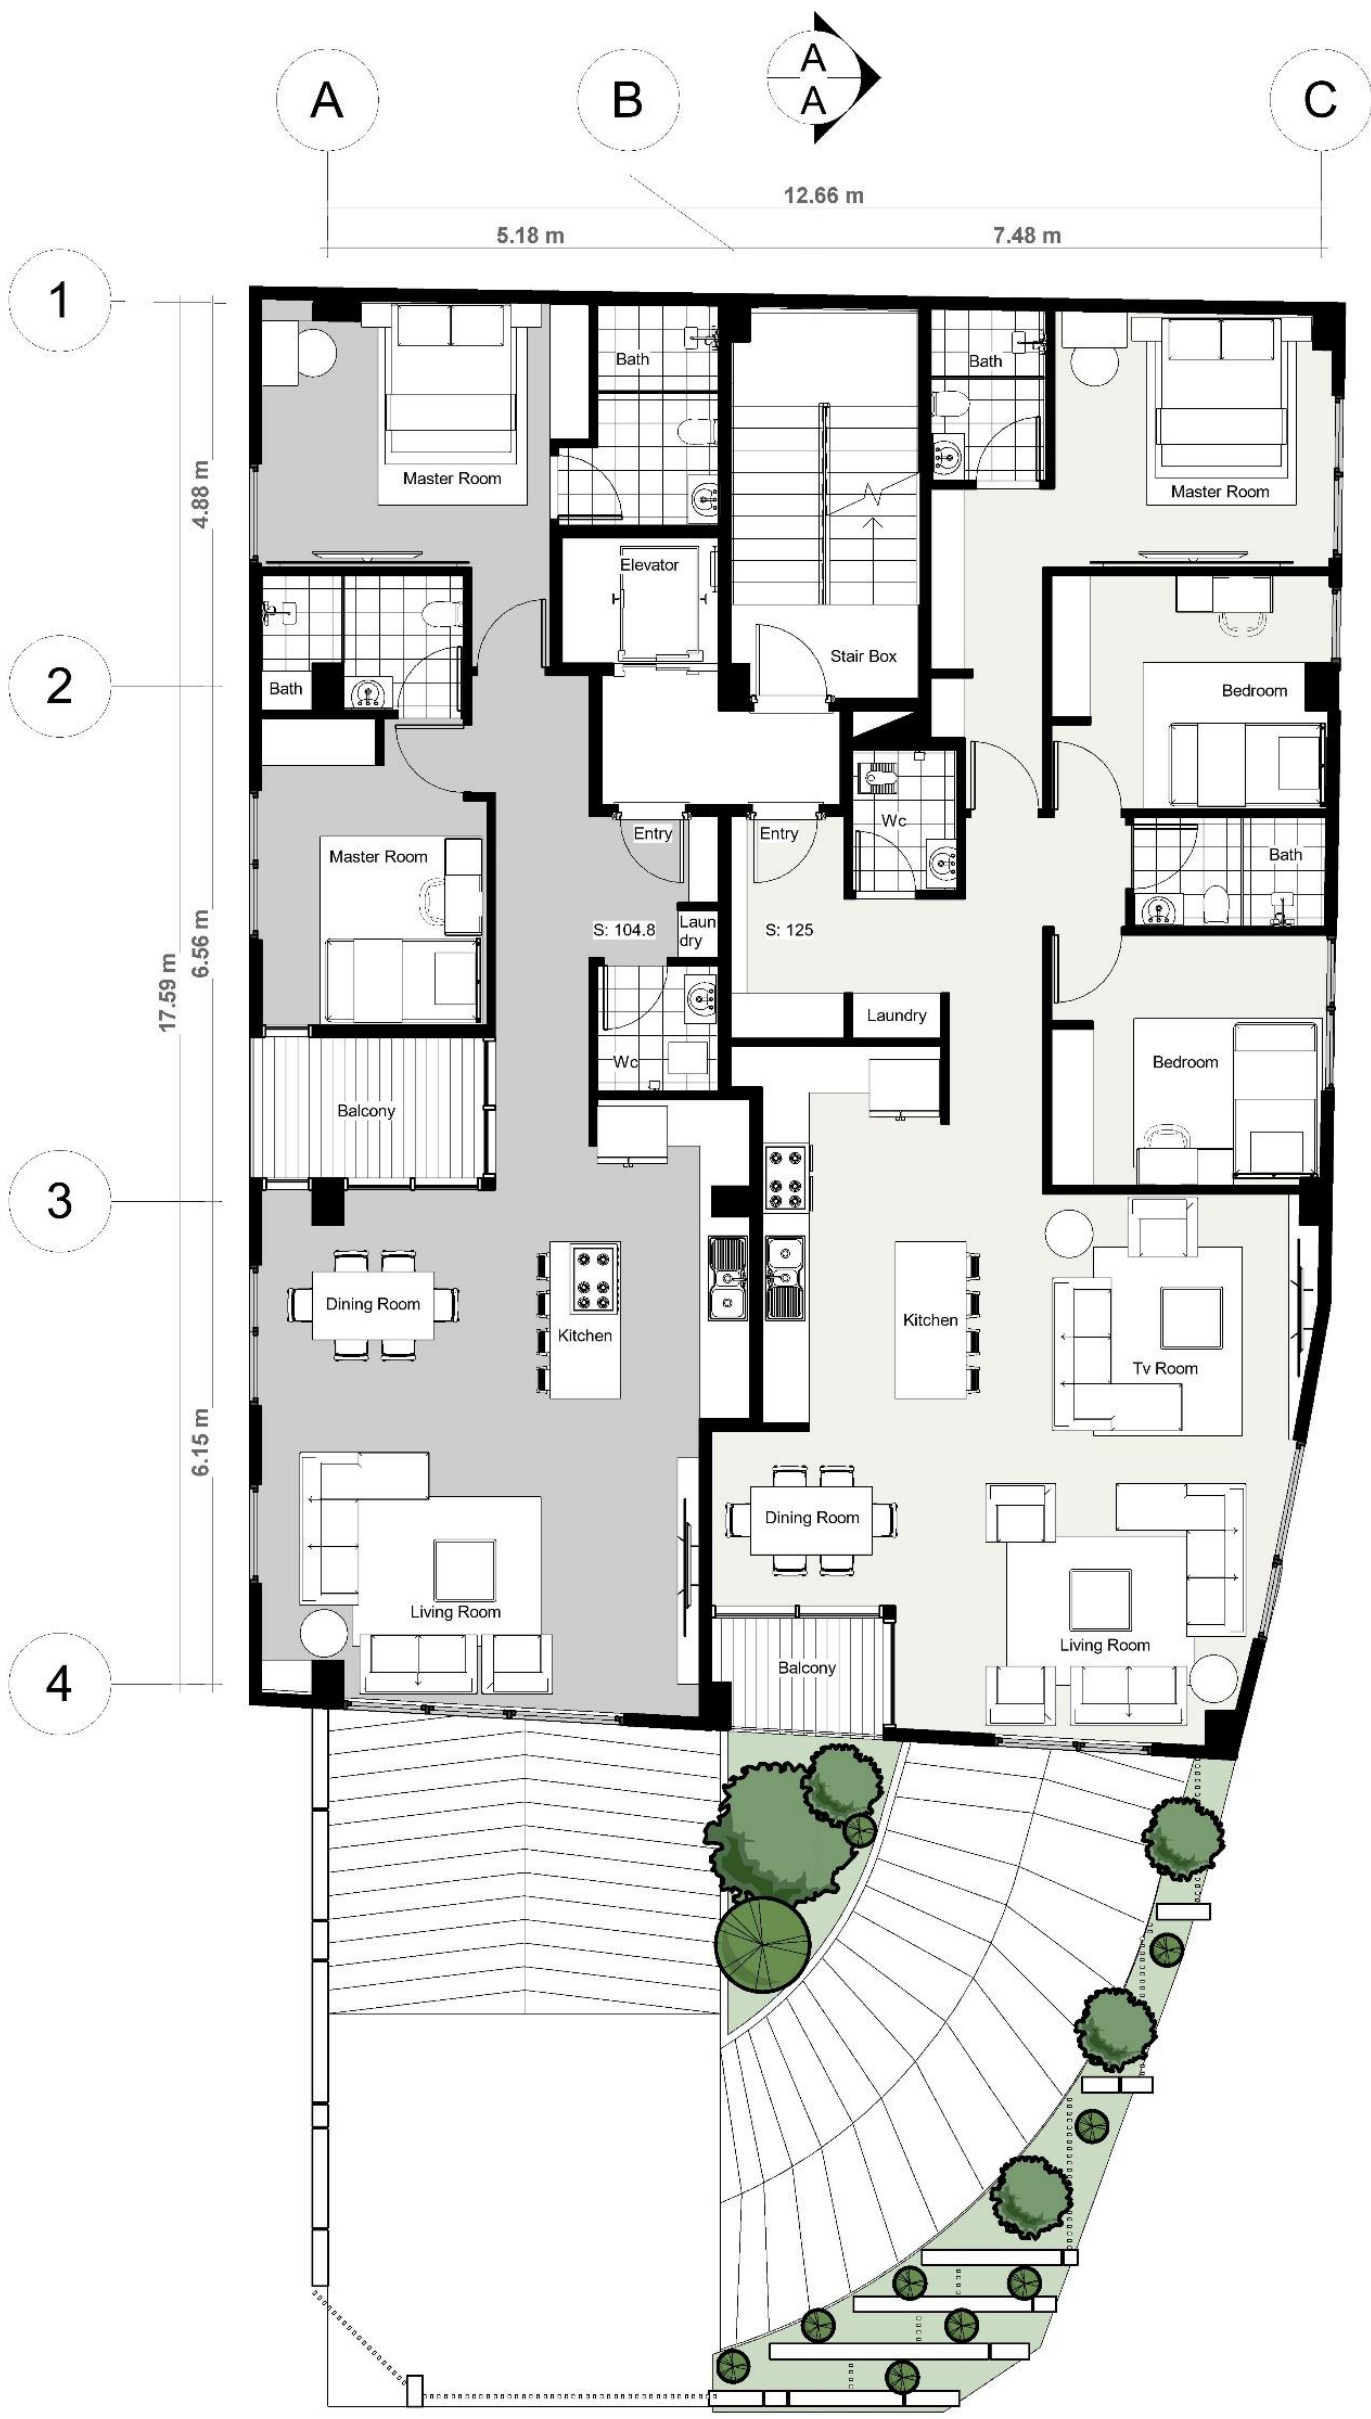 A
A
A
B
C
12.66 m
5.18 m
7.48 m
1
Bath
Bath
Master Room
Master Room
4.88 m
Elevator
Stair Box
2
Bath
Bedroom
Entry
Entry
Wc
Master Room
Bath
S: 104.8
Laun
dry
S: 125
6.56 m
17.59 m
Laundry
Wc
Bedroom
Balcony
3
Dining Room
Kitchen
Kitchen
Tv Room
6.15 m
Dining Room
Living Room
Living Room
Balcony
4